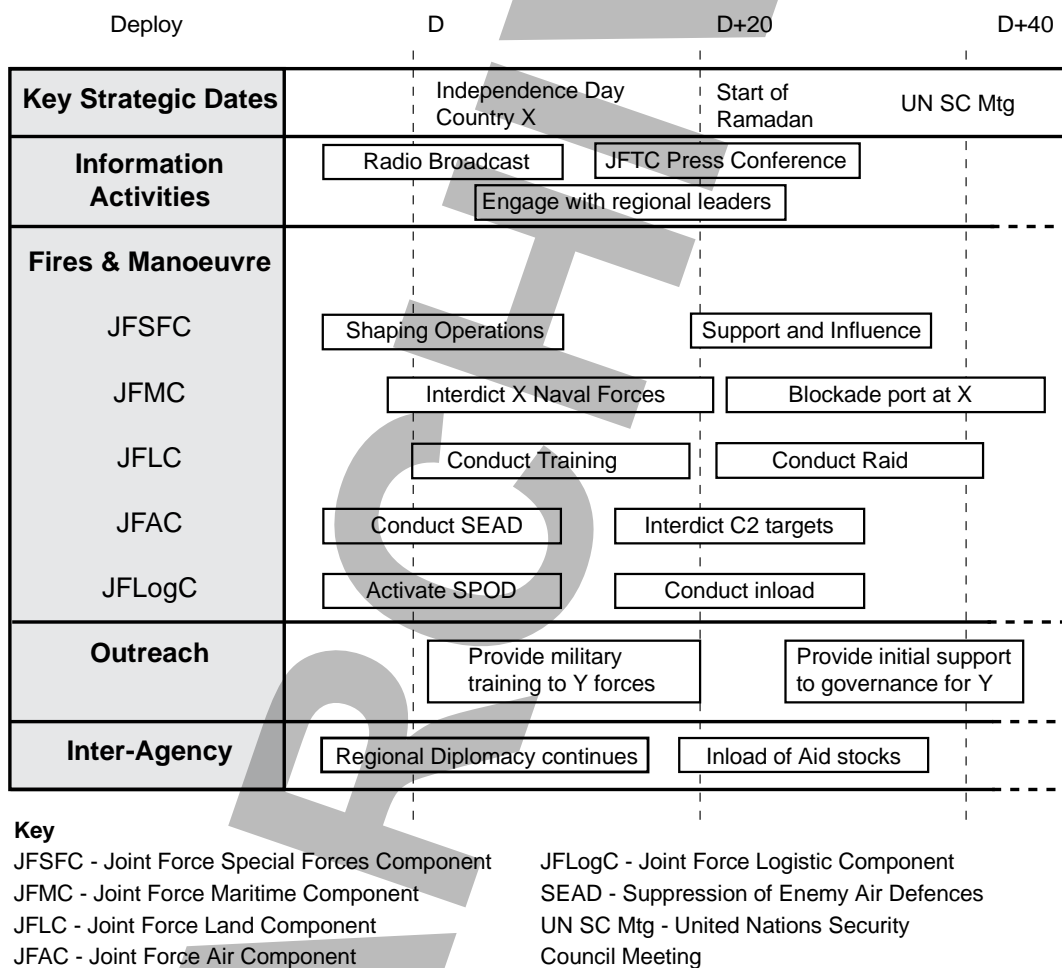 Deploy D D+20 D+40
Key Strategic Dates
Independence Day
Country X
Start of
Ramadan
UN SC Mtg
Information
Activities
Radio Broadcast
JFTC Press Conference
Engage with regional leaders
Fires & Manoeuvre
JFSFC
Shaping Operations
Support and Influence
JFMC
Interdict X Naval Forces
Blockade port at X
JFLC
Conduct Training
Conduct Raid
JFAC
Conduct SEAD
Interdict C2 targets
JFLogC
Activate SPOD
Conduct inload
Outreach
Provide military
training to Y forces
Provide initial support
to governance for Y
Inter-Agency
Regional Diplomacy continues
Inload of Aid stocks
Key
JFSFC - Joint Force Special Forces Component
JFMC - Joint Force Maritime Component
JFLC - Joint Force Land Component
JFAC - Joint Force Air Component
JFLogC - Joint Force Logistic Component
SEAD - Suppression of Enemy Air Defences
UN SC Mtg - United Nations Security
Council Meeting
RCHI